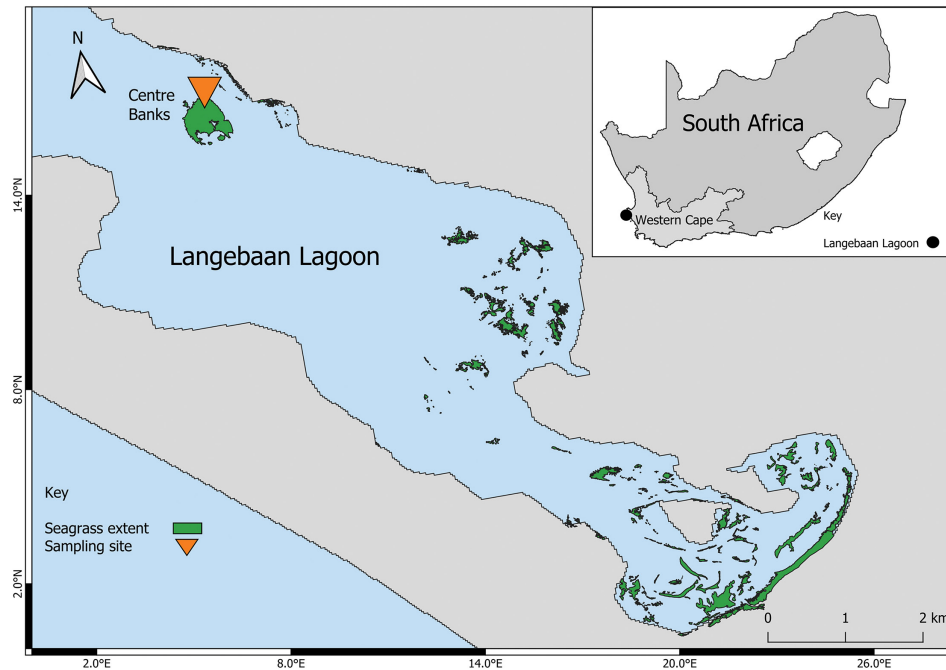 N
Centre
Banks
Langebaan Lagoon
South Africa
Western Cape
Key
Langebaan Lagoon
14.0°N
8.0°N
2.0°N
Key
Seagrass extent
Sampling site
0 1 2 km
2.0°E 8.0°E 14.0°E 20.0°E 26.0°E